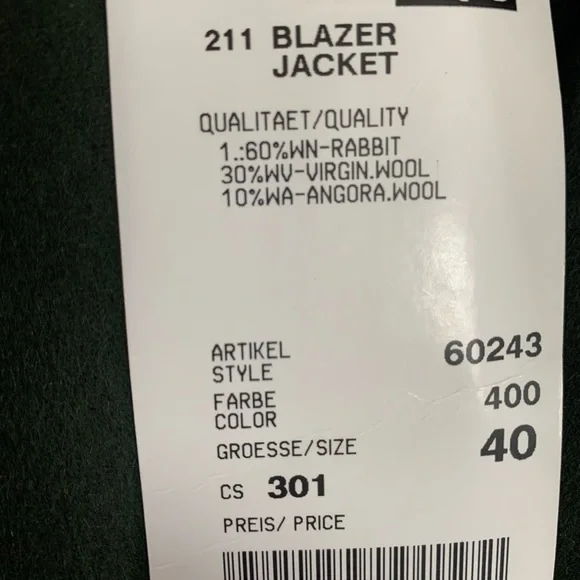 211 BLAZER
JACKET
QUALITAET/QUALITY
1.:60%WN-RABBIT
30%WV-VIRGIN.WOOL
10%WA-ANGORA.WOOL
ARTIKEL 60243
STYLE
FARBE 400
COLOR
GROESSE/SIZE 40
CS 301
PREIS/ PRICE